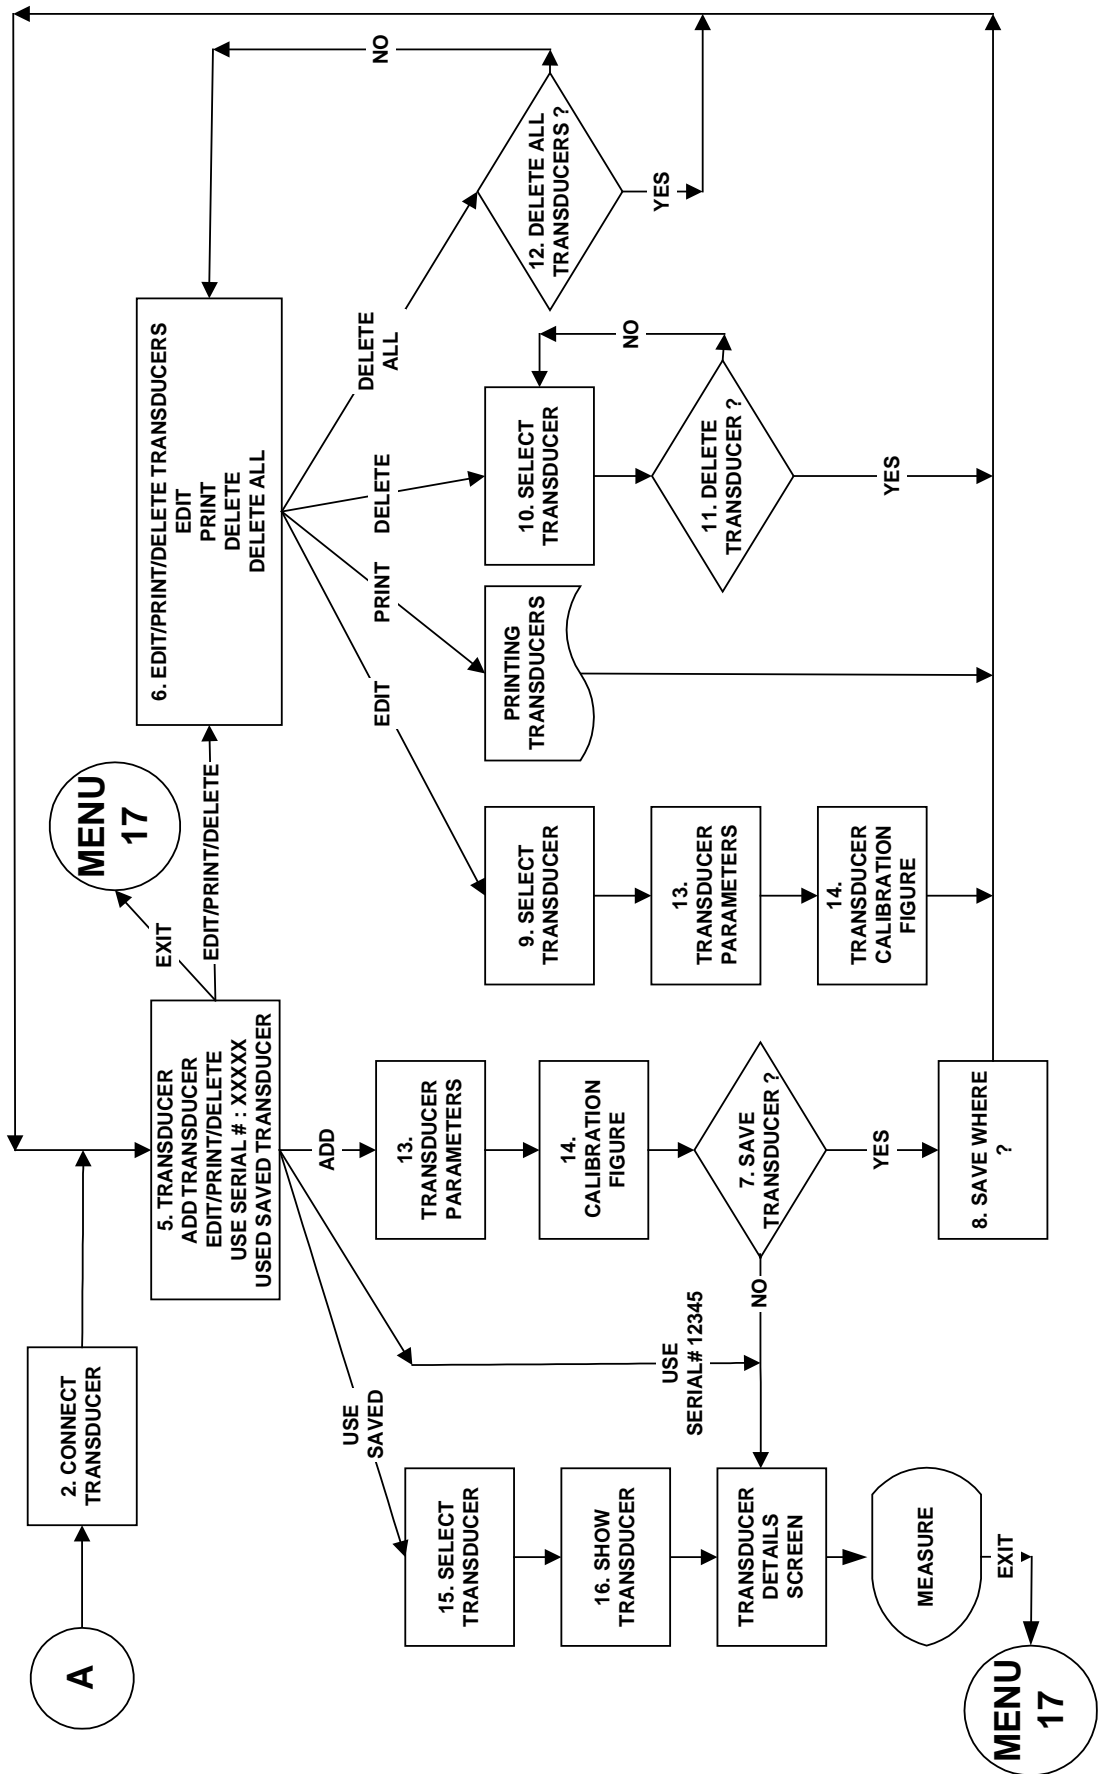 A
2. CONNECT
TRANSDUCER
5. TRANSDUCER
ADD TRANSDUCER
EDIT/PRINT/DELETE
USE SERIAL # : XXXXX
USED SAVED TRANSDUCER
EXIT
MENU
17
EDIT/PRINT/DELETE
6. EDIT/PRINT/DELETE TRANSDUCERS
EDIT
PRINT
DELETE
DELETE ALL
NO
USE
SAVED
ADD
EDIT
PRINT
DELETE
DELETE
ALL
15. SELECT
TRANSDUCER
16. SHOW
TRANSDUCER
TRANSDUCER
DETAILS
SCREEN
MEASURE
EXIT
MENU
17
USE
SERIAL# 12345
13.
TRANSDUCER
PARAMETERS
14.
CALIBRATION
FIGURE
7. SAVE
TRANSDUCER ?
NO
YES
8. SAVE WHERE
?
9. SELECT
TRANSDUCER
13.
TRANSDUCER
PARAMETERS
14.
TRANSDUCER
CALIBRATION
FIGURE
PRINTING
TRANSDUCERS
10. SELECT
TRANSDUCER
NO
11. DELETE
TRANSDUCER ?
YES
12. DELETE ALL
TRANSDUCERS ?
YES